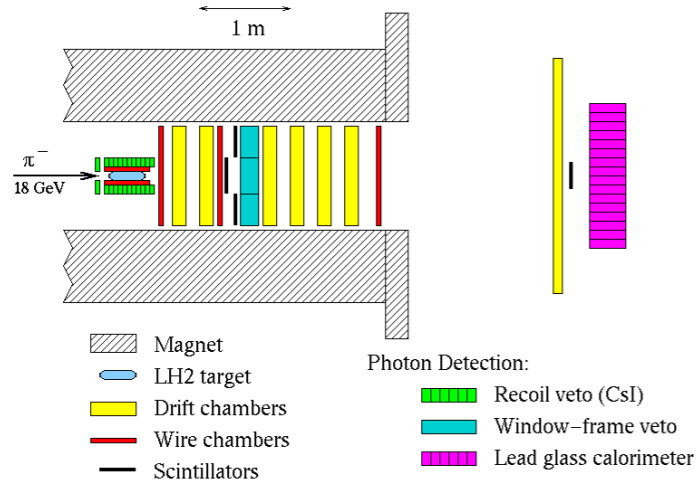 1 m
π−
18 GeV
Magnet
LH2 target
Drift chambers
Wire chambers
Scintillators
Photon Detection:
Recoil veto (CsI)
Window−frame veto
Lead glass calorimeter